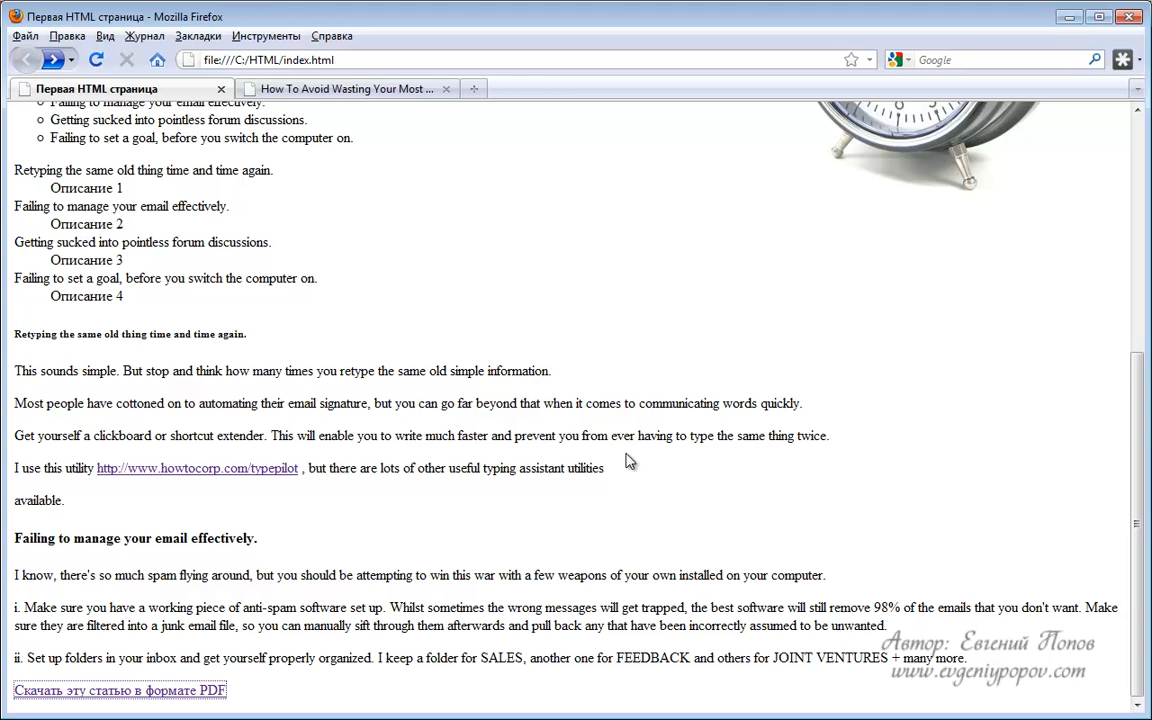 Первая HTML страница - Mozilla Firefox
Файл Правка Вид Журнал Закладки Инструменты Справка
file:///C:/HTML/index.html
Google
Первая HTML страница
How To Avoid Wasting Your Most ...
Failing to manage your email effectively.
Getting sucked into pointless forum discussions.
Failing to set a goal, before you switch the computer on.
Retyping the same old thing time and time again.
Описание 1
Failing to manage your email effectively.
Описание 2
Getting sucked into pointless forum discussions.
Описание 3
Failing to set a goal, before you switch the computer on.
Описание 4
Retyping the same old thing time and time again.
This sounds simple. But stop and think how many times you retype the same old simple information.
Most people have cottoned on to automating their email signature, but you can go far beyond that when it comes to communicating words quickly.
Get yourself a clickboard or shortcut extender. This will enable you to write much faster and prevent you from ever having to type the same thing twice.
I use this utility http://www.howtocorp.com/typepilot , but there are lots of other useful typing assistant utilities
available.
Failing to manage your email effectively.
I know, there's so much spam flying around, but you should be attempting to win this war with a few weapons of your own installed on your computer.
i. Make sure you have a working piece of anti-spam software set up. Whilst sometimes the wrong messages will get trapped, the best software will still remove 98% of the emails that you don't want. Make
sure they are filtered into a junk email file, so you can manually sift through them afterwards and pull back any that have been incorrectly assumed to be unwanted.
Автор: Евгений Попов
ii. Set up folders in your inbox and get yourself properly organized. I keep a folder for SALES, another one for FEEDBACK and others for JOINT VENTURES + many more.
www.evgeniypopov.com
Скачать эту статью в формате PDF